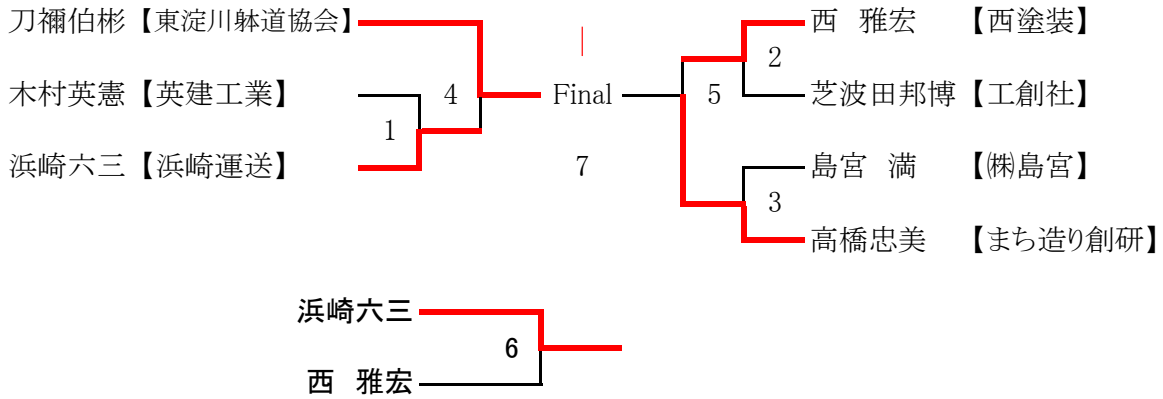 刀禰伯彬【東淀川躰道協会】
西　雅宏　【西塗装】
2
木村英憲【英建工業】
4
Final
5
芝波田邦博【工創社】
1
浜崎六三【浜崎運送】
7
島宮　満　【㈱島宮】
3
高橋忠美　【まち造り創研】
浜崎六三
6
西　雅宏